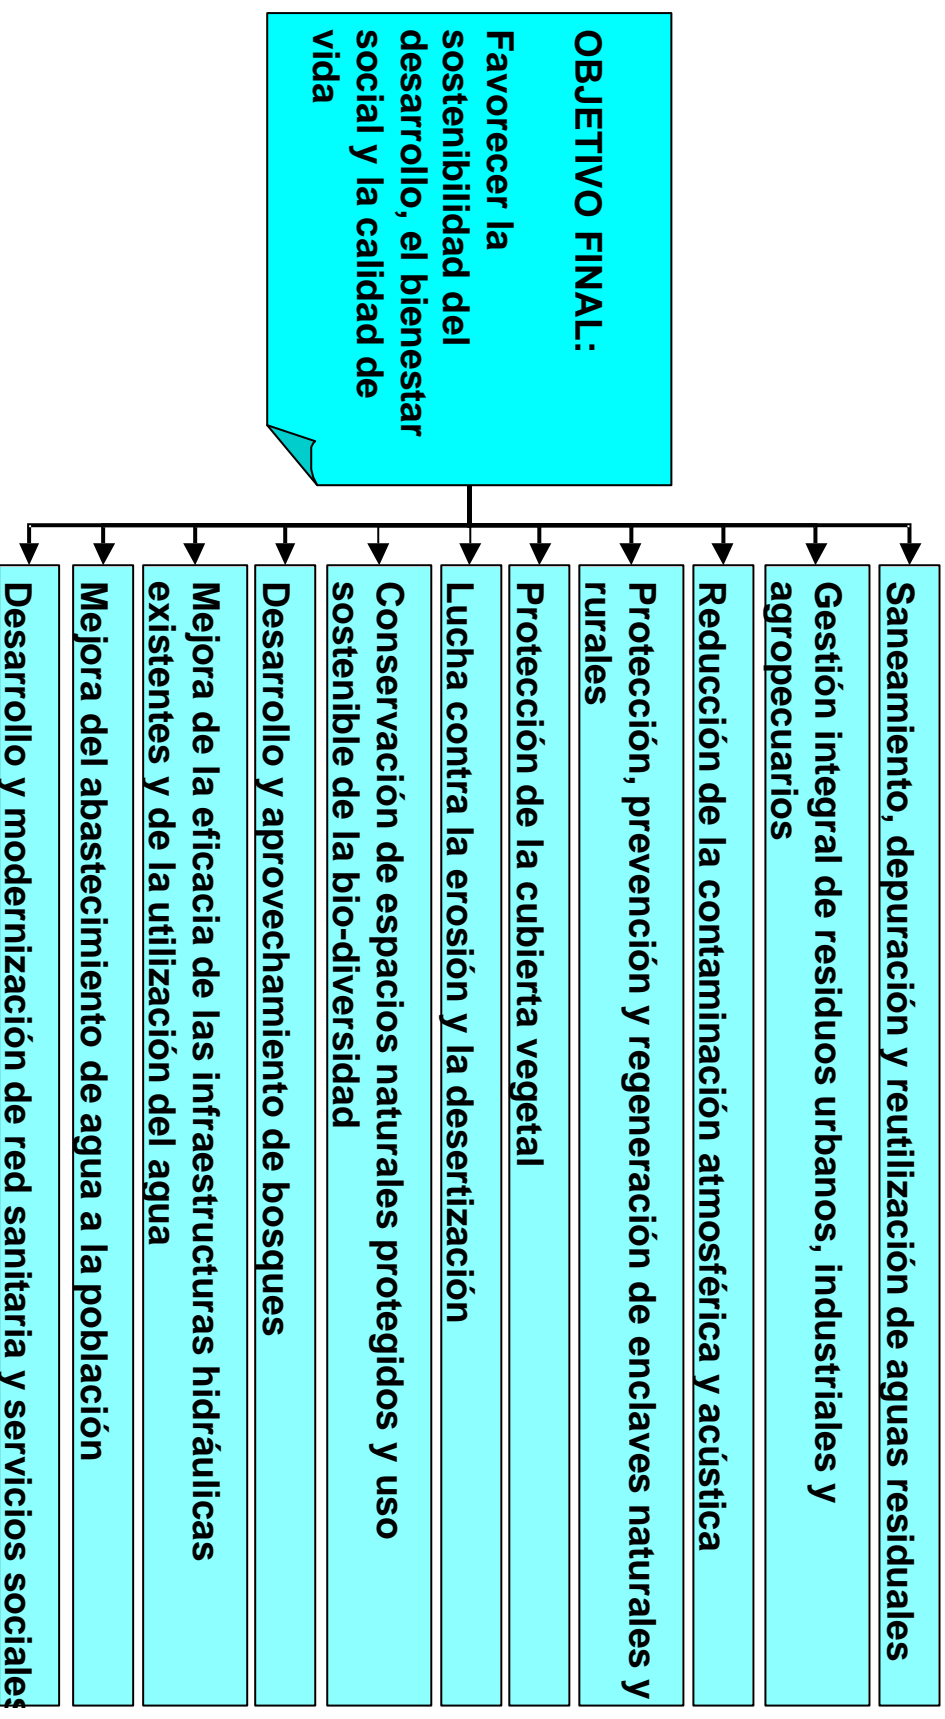 OBJETIVO FINAL:
Favorecer la
sostenibilidad del
desarrollo, el bienestar
social y la calidad de
vida
Saneamiento, depuración y reutilización de aguas residuales
Gestión integral de residuos urbanos, industriales y
agropecuarios
Reducción de la contaminación atmosférica y acústica
Protección, prevención y regeneración de enclaves naturales y
rurales
Protección de la cubierta vegetal
Lucha contra la erosión y la desertización
Conservación de espacios naturales protegidos y uso
sostenible de la bio-diversidad
Desarrollo y aprovechamiento de bosques
Mejora de la eficacia de las infraestructuras hidráulicas
existentes y de la utilización del agua
Mejora del abastecimiento de agua a la población
Desarrollo y modernización de red sanitaria y servicios sociales